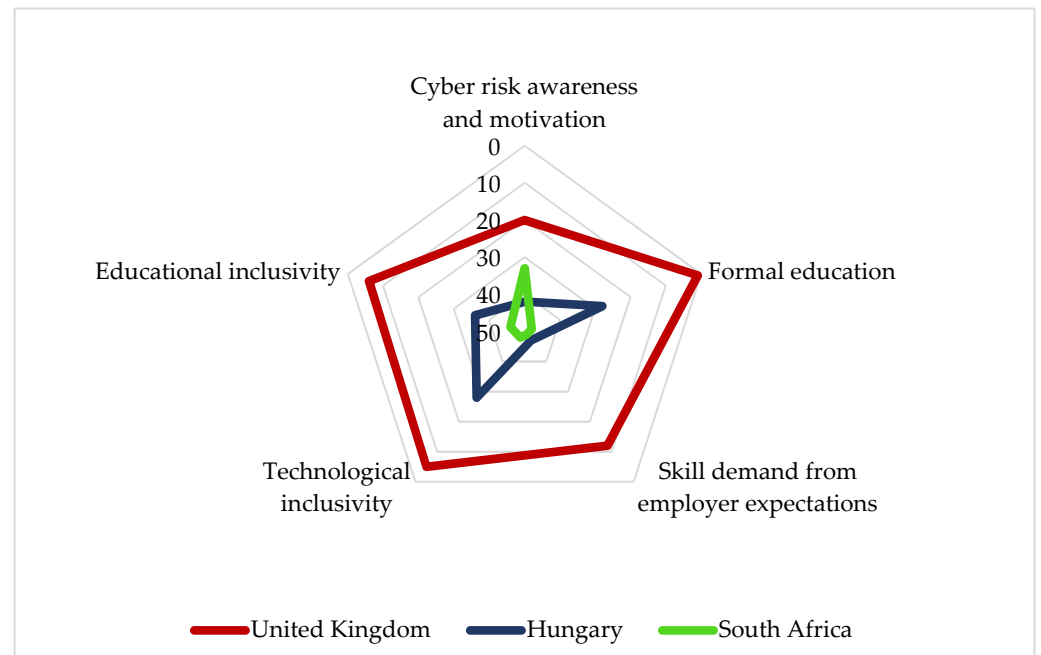 Cyber risk awareness
and motivation
0
10
20
30
40
50
Educational inclusivity
Formal education
Technological
inclusivity
Skill demand from
employer expectations
United Kingdom
Hungary
South Africa